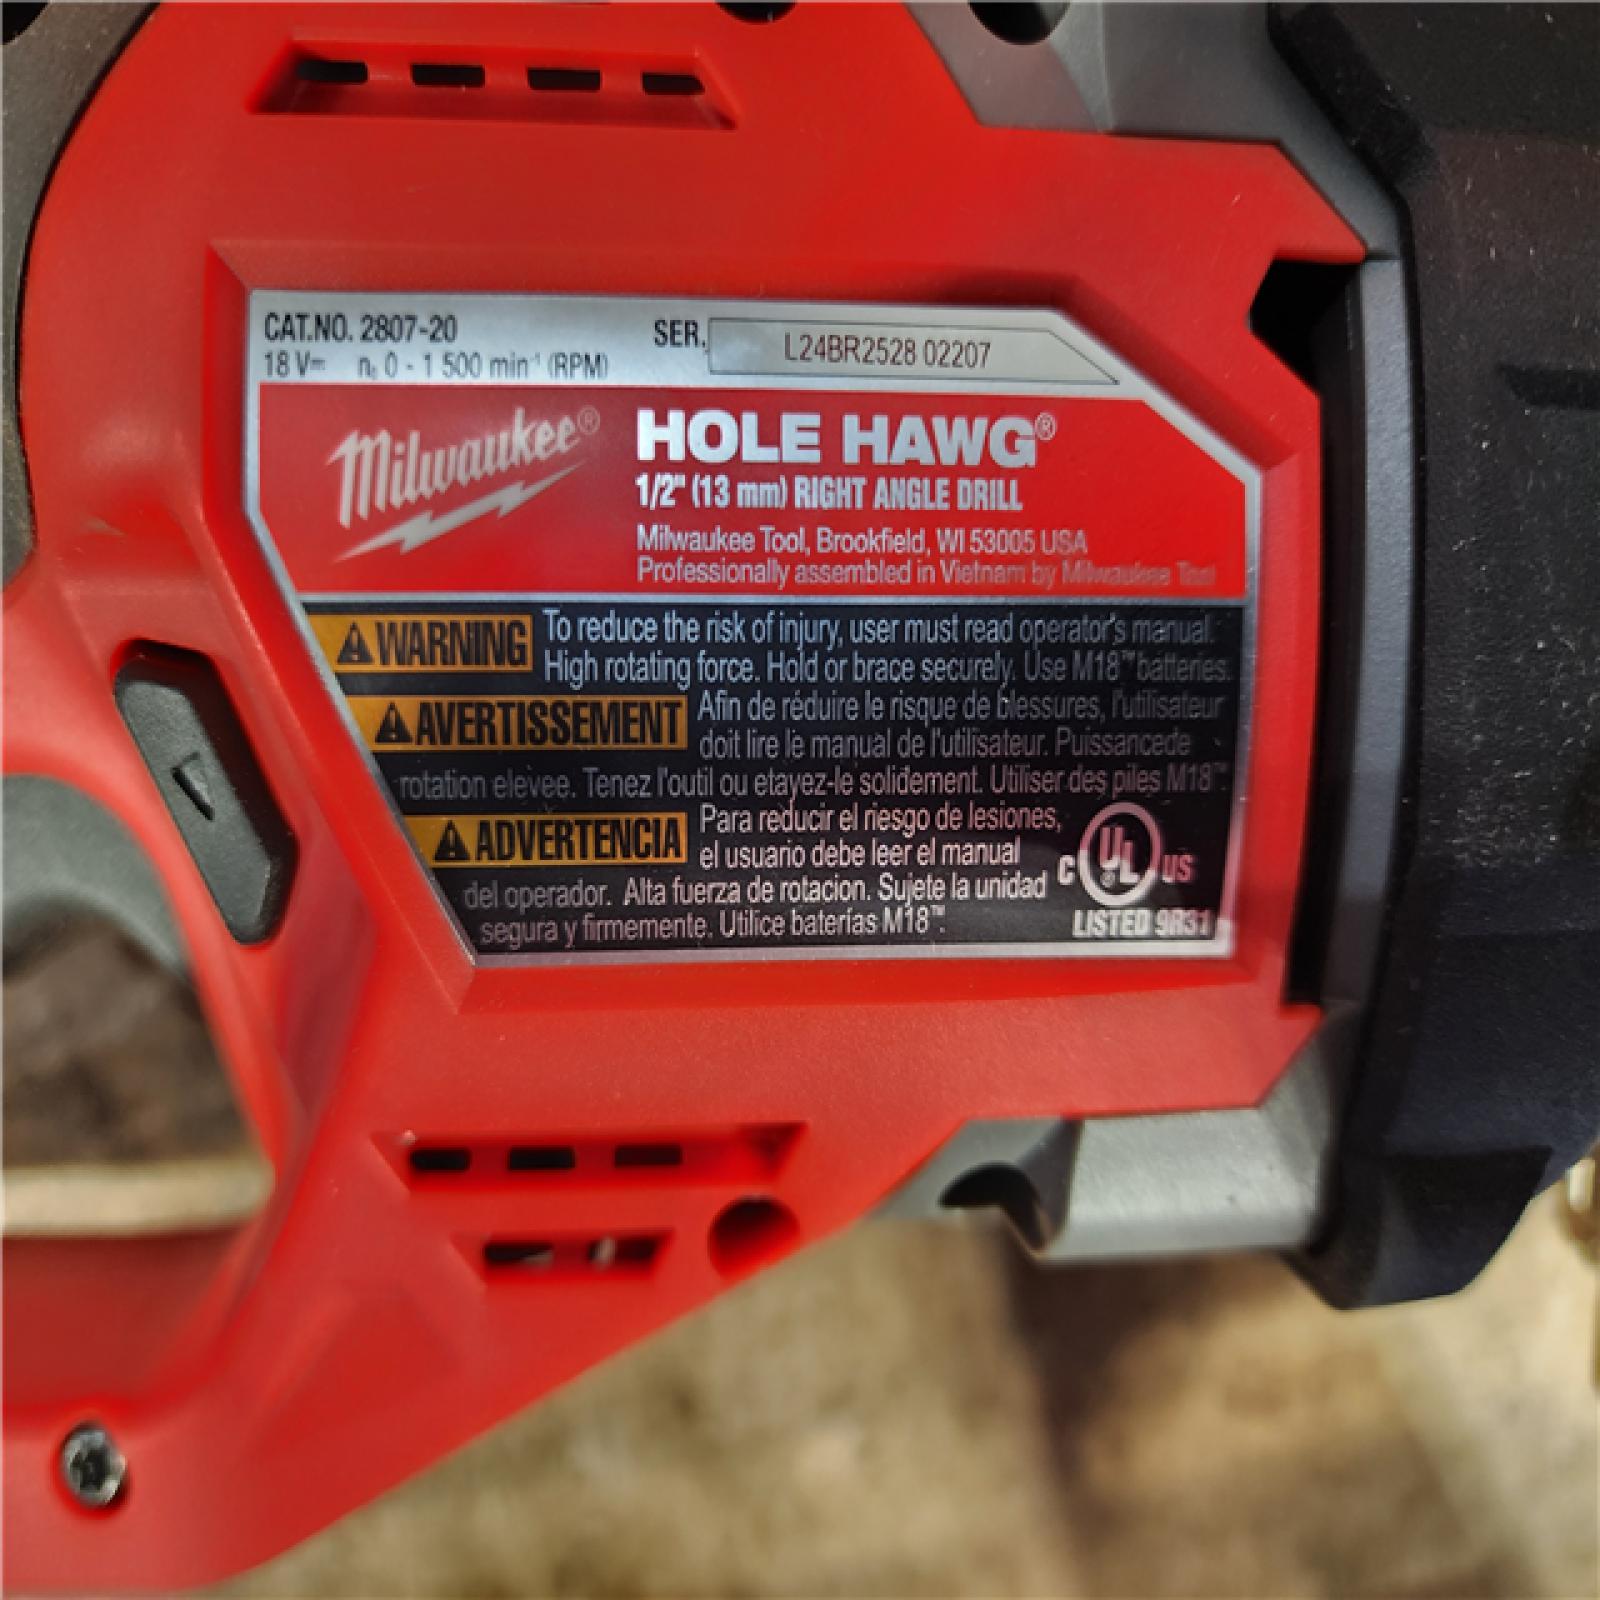 CAT.NO. 2807-20
18 V⎓ n₀ 0 - 1 500 min⁻¹ (RPM)
SER. L24BR2528 02207
Milwaukee®
HOLE HAWG®
1/2" (13 mm) RIGHT ANGLE DRILL
Milwaukee Tool, Brookfield, WI 53005 USA
Professionally assembled in Vietnam by Milwaukee Tool
⚠WARNING To reduce the risk of injury, user must read operator's manual.
High rotating force. Hold or brace securely. Use M18™ batteries.
⚠AVERTISSEMENT Afin de réduire le risque de blessures, l'utilisateur
doit lire le manual de l'utilisateur. Puissancede
rotation elevee. Tenez l'outil ou etayez-le solidement. Utiliser des piles M18™.
⚠ADVERTENCIA Para reducir el riesgo de lesiones,
el usuario debe leer el manual
del operador. Alta fuerza de rotacion. Sujete la unidad
segura y firmemente. Utilice baterías M18™.
C UL® US
LISTED 9R31